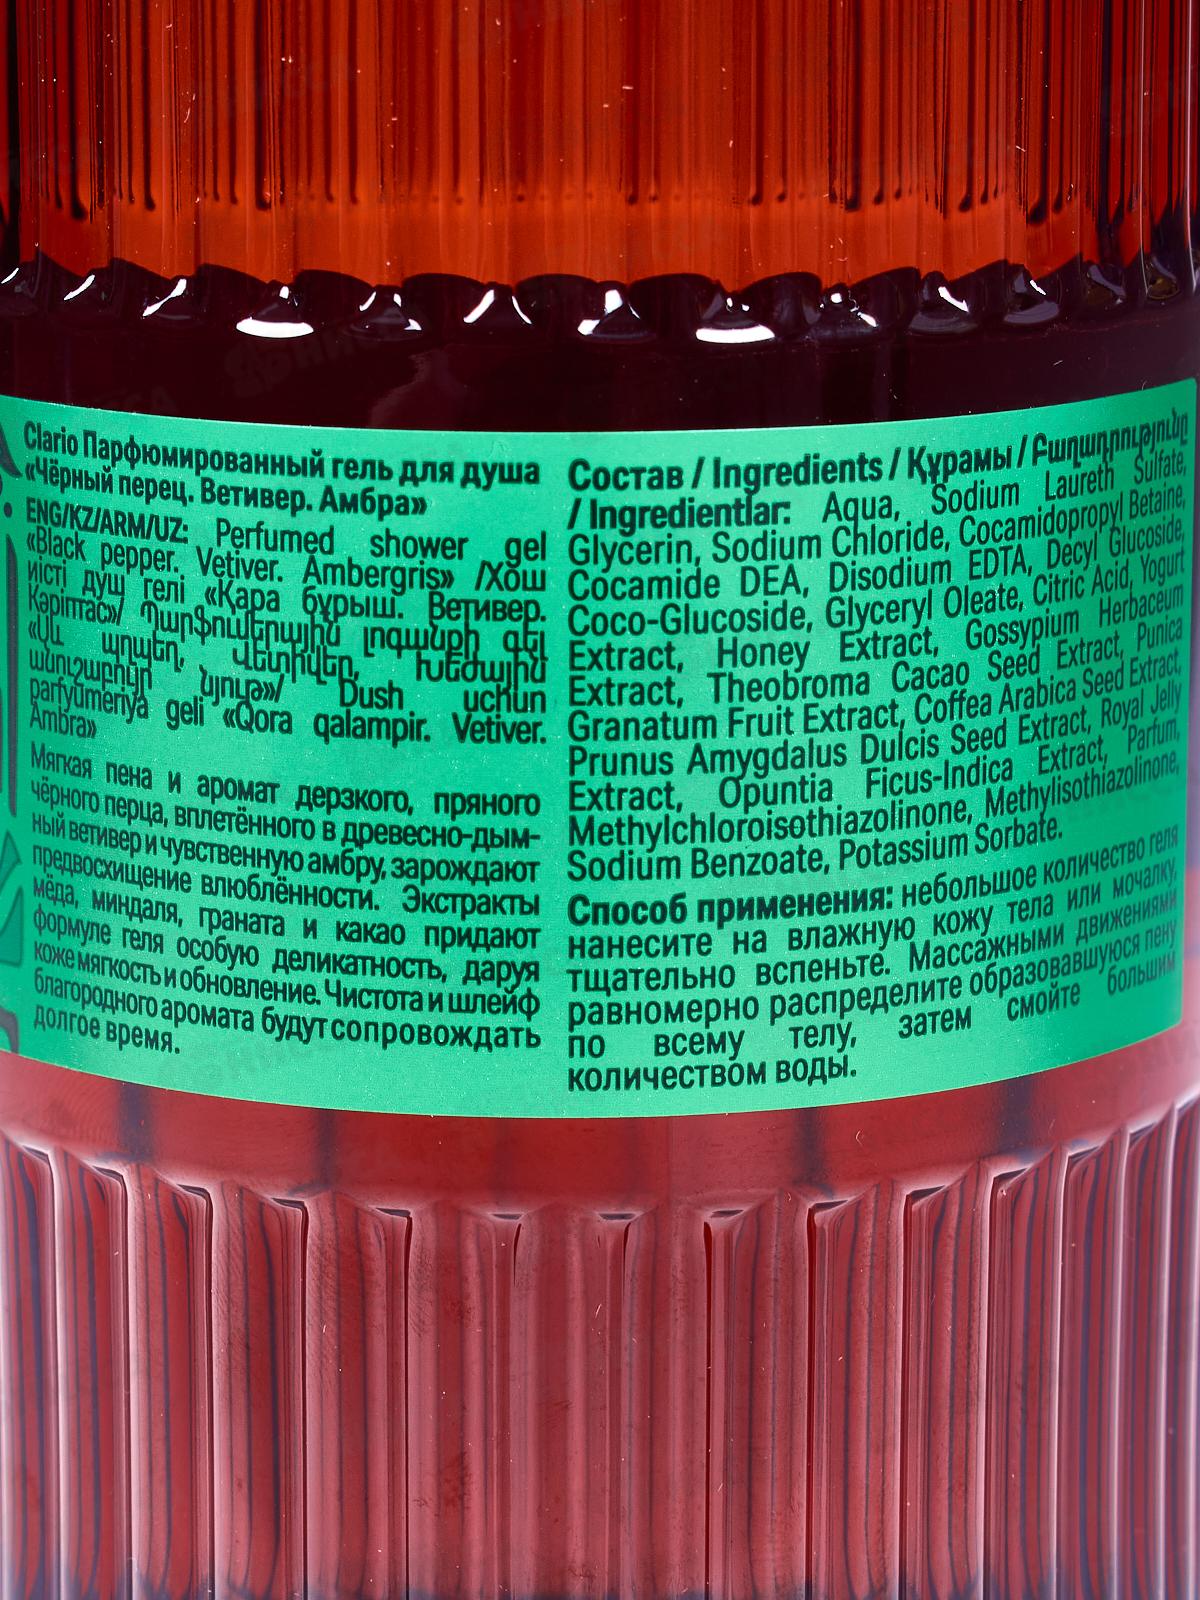 Clario Парфюмированный гель для душа
«Чёрный перец. Ветивер. Амбра»
ENG/KZ/ARM/UZ: Perfumed shower gel
«Black pepper. Vetiver. Ambergris» /Хош
иісті душ гелі «Қара бұрыш. Ветивер.
Кәріптас»/ Պարֆումերային լոգանքի գել
«Սև պղպեղ, վետիվեր,
Dush uchun
parfyumeriya geli «Qora qalampir. Vetiver.
Ambra»
Мягкая пена и аромат дерзкого, пряного
чёрного перца, вплетённого в древесно-дым-
ный ветивер и чувственную амбру, зарождают
предвосхищение влюблённости. Экстракты
мёда, миндаля, граната и какао придают
формуле геля особую деликатность, даруя
коже мягкость и обновление. Чистота и шлейф
благородного аромата будут сопровождать
долгое время.
Состав / Ingredients / Құрамы / Բաղադրությունը
/ Ingredientlar: Aqua, Sodium Laureth Sulfate,
Glycerin, Sodium Chloride, Cocamidopropyl Betaine,
Cocamide DEA, Disodium EDTA, Decyl Glucoside,
Coco-Glucoside, Glyceryl Oleate, Citric Acid, Yogurt
Extract, Honey Extract, Gossypium Herbaceum
Extract, Theobroma Cacao Seed Extract, Punica
Granatum Fruit Extract, Coffea Arabica Seed Extract,
Prunus Amygdalus Dulcis Seed Extract, Royal Jelly
Extract, Opuntia Ficus-Indica Extract, Parfum,
Methylchloroisothiazolinone, Methylisothiazolinone,
Sodium Benzoate, Potassium Sorbate.
Способ применения: небольшое количество геля
нанесите на влажную кожу тела или мочалку,
тщательно вспеньте. Массажными движениями
равномерно распределите образовавшуюся пену
по всему телу, затем смойте большим
количеством воды.